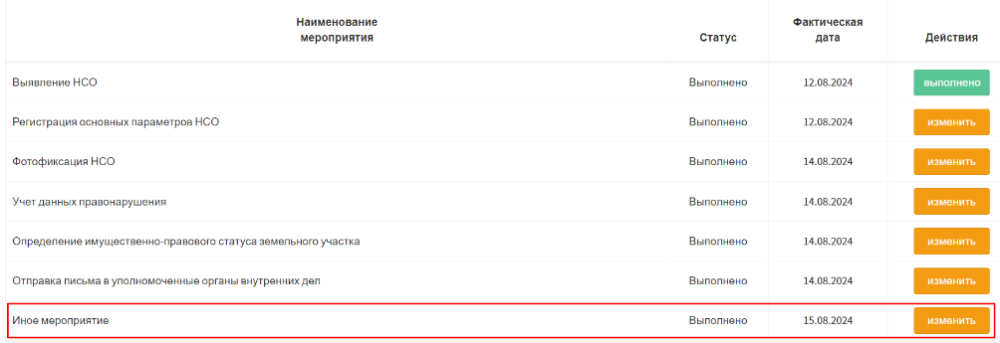 Наименование мероприятия Статус Фактическая дата Действия
Выявление НСО Выполнено 12.08.2024 выполнено
Регистрация основных параметров НСО Выполнено 12.08.2024 изменить
Фотофиксация НСО Выполнено 14.08.2024 изменить
Учет данных правонарушения Выполнено 14.08.2024 изменить
Определение имущественно-правового статуса земельного участка Выполнено 14.08.2024 изменить
Отправка письма в уполномоченные органы внутренних дел Выполнено 14.08.2024 изменить
Иное мероприятие Выполнено 15.08.2024 изменить